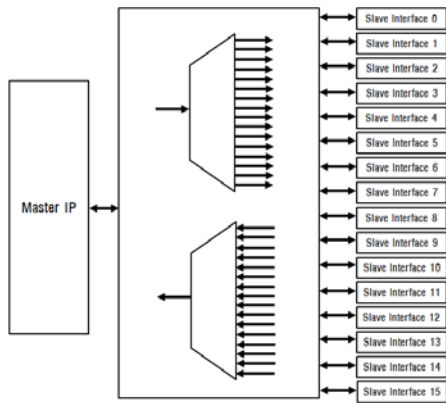 Master IP
Slave Interface 0
Slave Interface 1
Slave Interface 2
Slave Interface 3
Slave Interface 4
Slave Interface 5
Slave Interface 6
Slave Interface 7
Slave Interface 8
Slave Interface 9
Slave Interface 10
Slave Interface 11
Slave Interface 12
Slave Interface 13
Slave Interface 14
Slave Interface 15